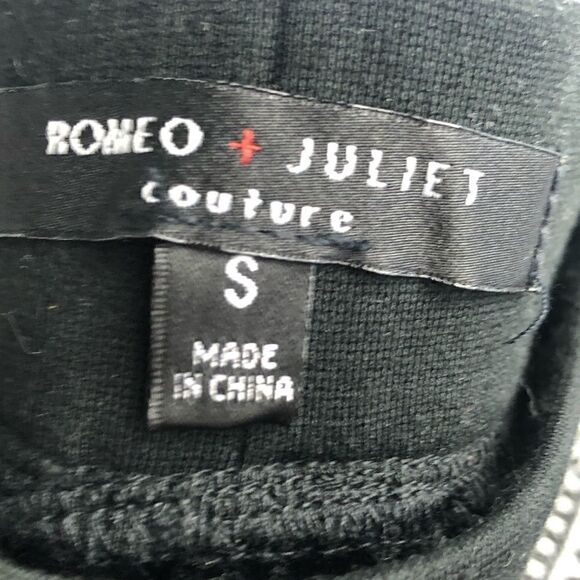 ROMEO + JULIET
couture
S
MADE
IN CHINA